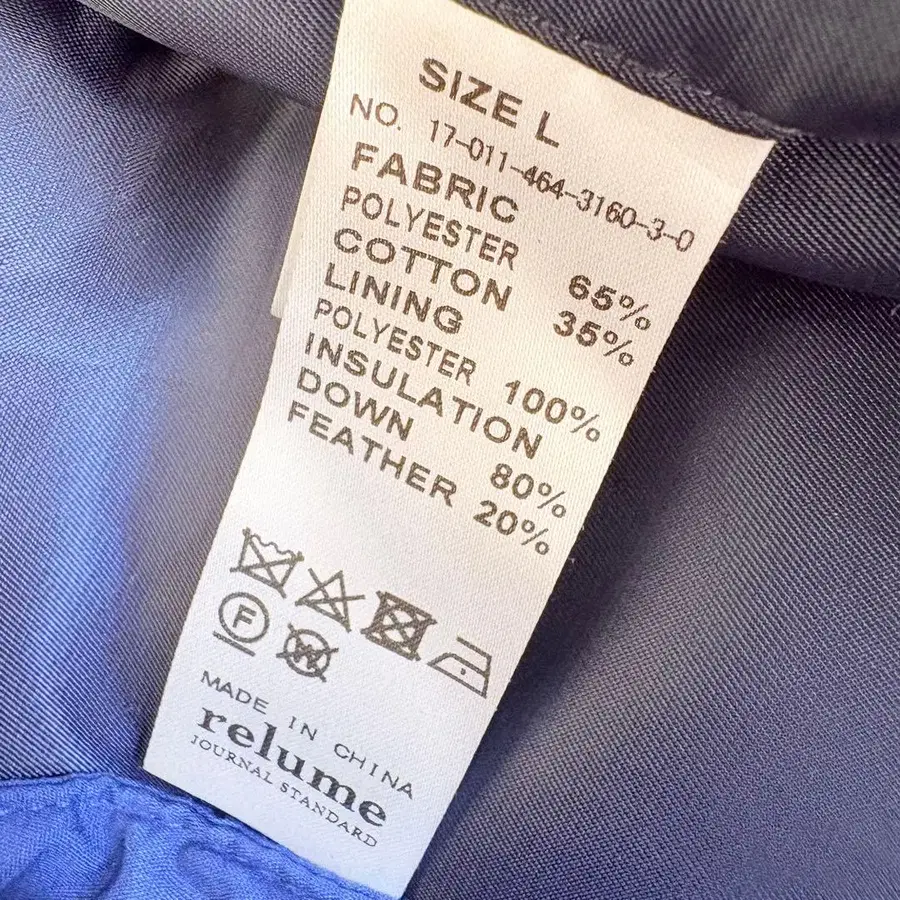 SIZE L
NO. 17-011-464-3160-3-0
FABRIC
POLYESTER 65%
COTTON 35%
LINING
POLYESTER 100%
INSULATION
DOWN 80%
FEATHER 20%
F W
MADE IN CHINA
relume
JOURNAL STANDARD